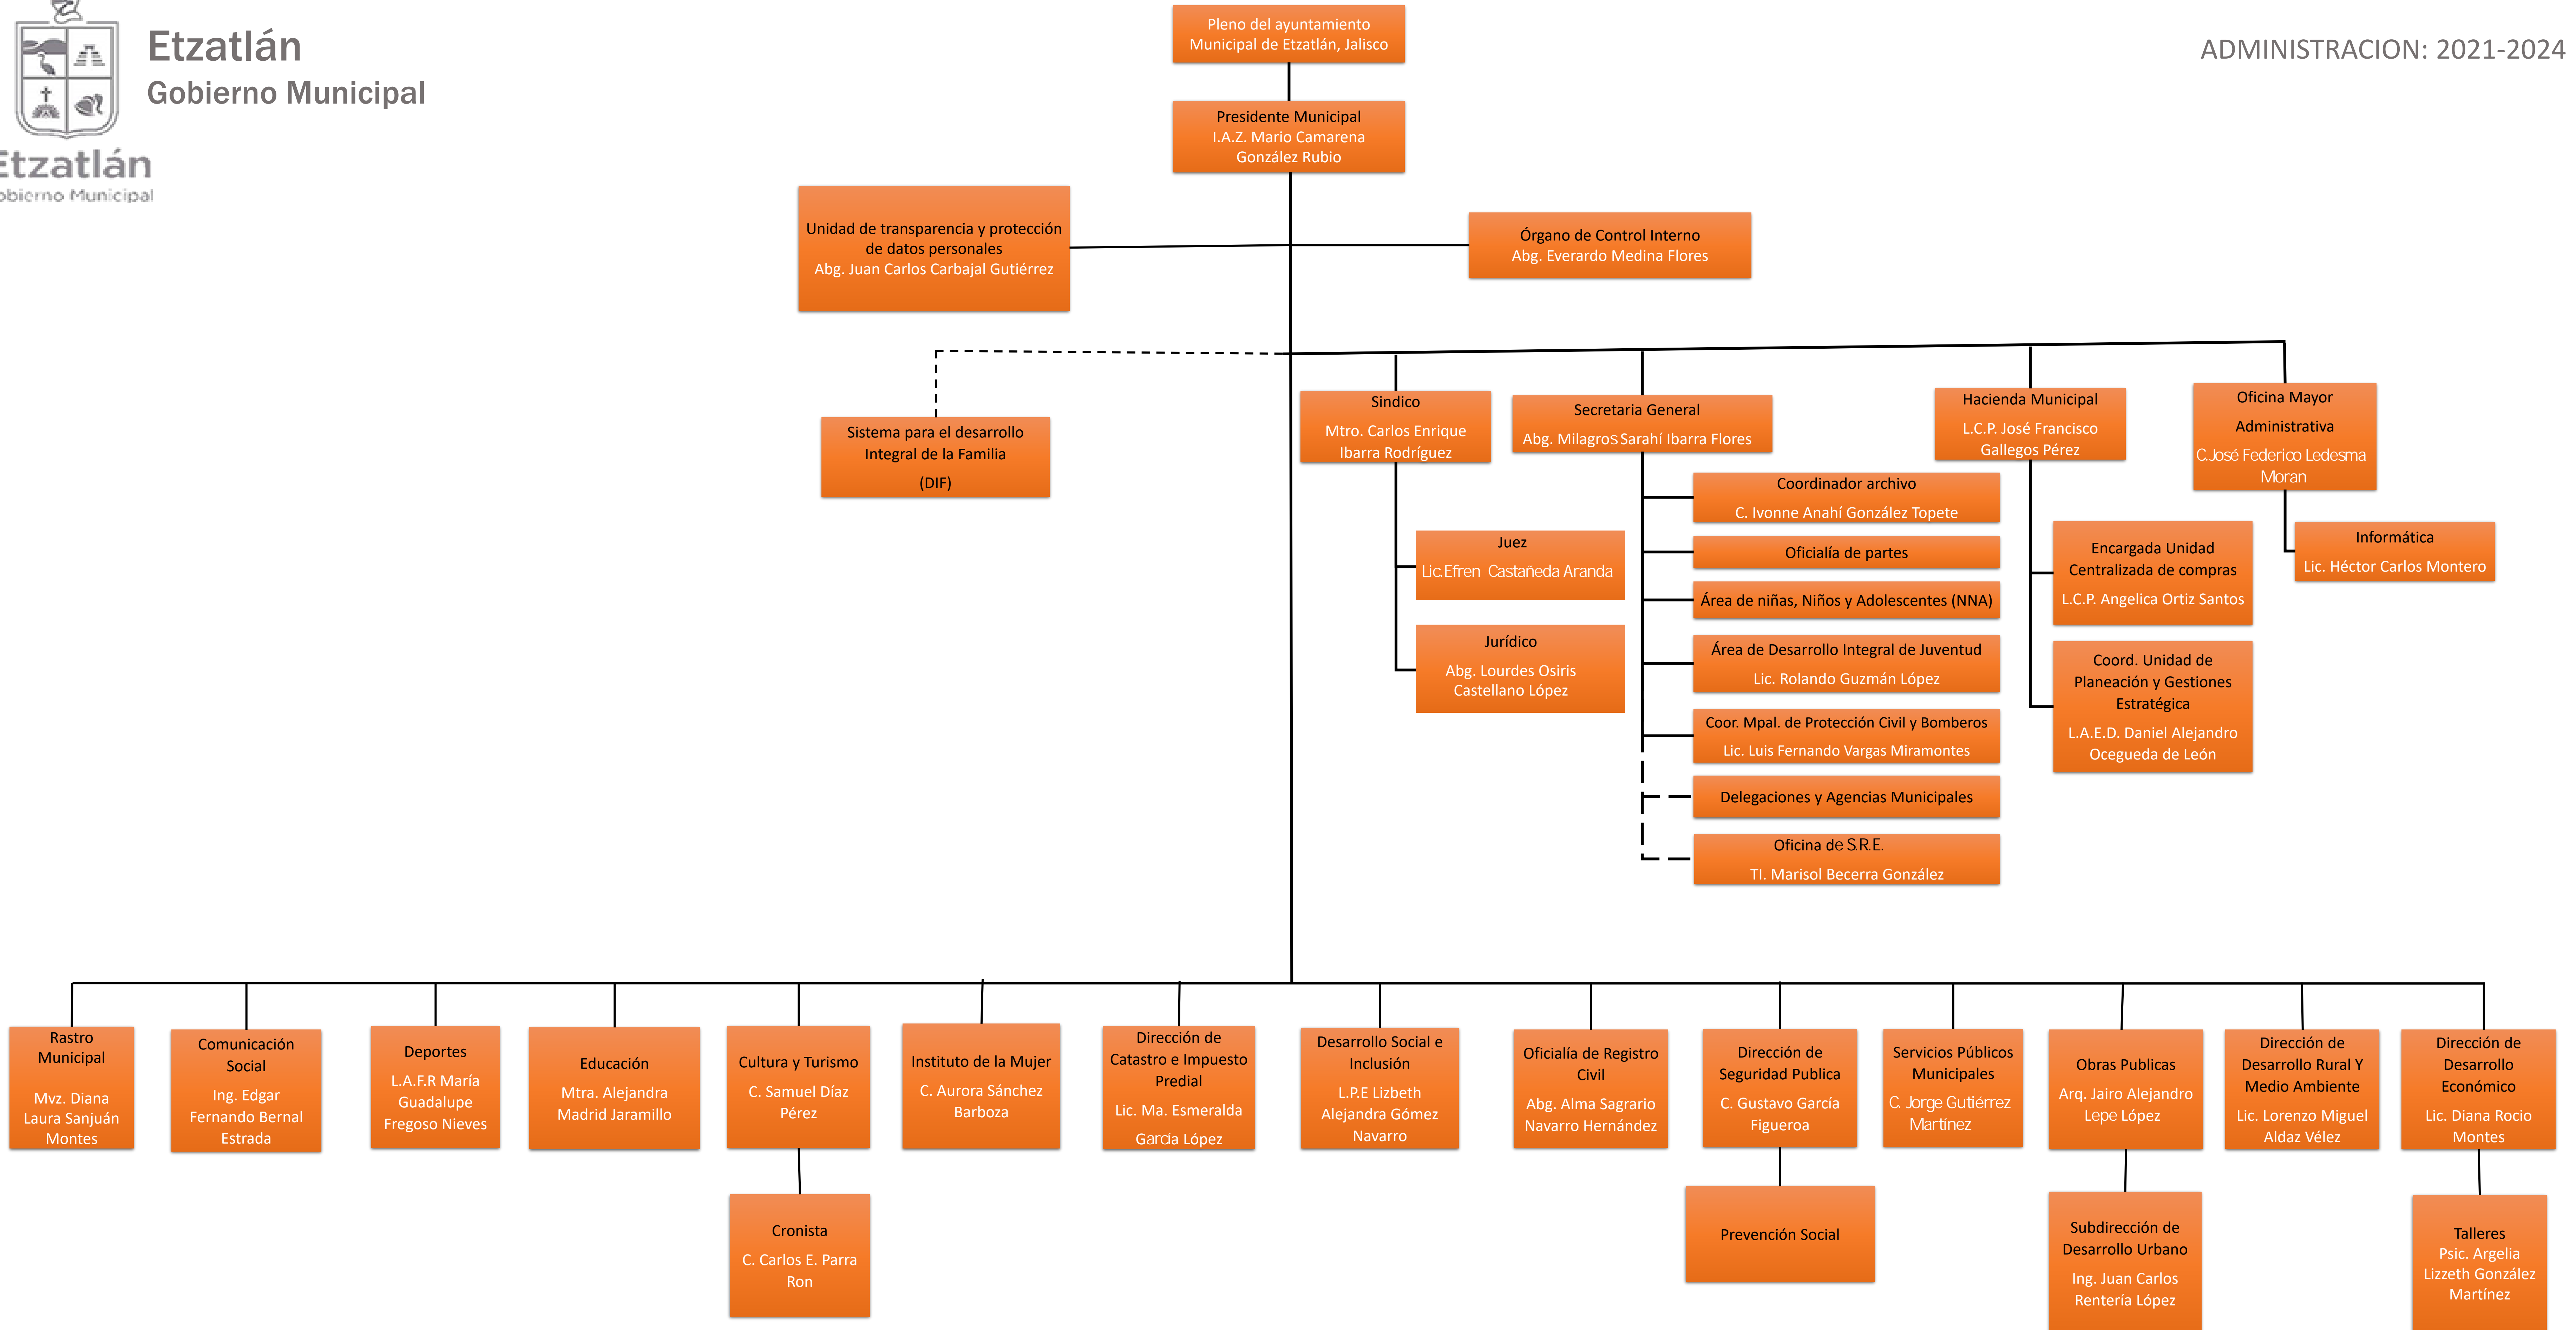 Etzatlán
Gobierno Municipal
Etzatlán
Gobierno Municipal
ADMINISTRACION: 2021-2024
Pleno del ayuntamiento
Municipal de Etzatlán, Jalisco
Presidente Municipal
I.A.Z. Mario Camarena
González Rubio
Unidad de transparencia y protección
de datos personales
Abg. Juan Carlos Carbajal Gutiérrez
Órgano de Control Interno
Abg. Everardo Medina Flores
Sistema para el desarrollo
Integral de la Familia
(DIF)
Sindico
Mtro. Carlos Enrique
Ibarra Rodríguez
Juez
Lic.Efren Castañeda Aranda
Jurídico
Abg. Lourdes Osiris
Castellano López
Secretaria General
Abg. Milagros Sarahí Ibarra Flores
Coordinador archivo
C. Ivonne Anahí González Topete
Oficialía de partes
Área de niñas, Niños y Adolescentes (NNA)
Área de Desarrollo Integral de Juventud
Lic. Rolando Guzmán López
Coor. Mpal. de Protección Civil y Bomberos
Lic. Luis Fernando Vargas Miramontes
Delegaciones y Agencias Municipales
Oficina de S.R.E.
TI. Marisol Becerra González
Hacienda Municipal
L.C.P. José Francisco
Gallegos Pérez
Encargada Unidad
Centralizada de compras
L.C.P. Angelica Ortiz Santos
Coord. Unidad de
Planeación y Gestiones
Estratégica
L.A.E.D. Daniel Alejandro
Ocegueda de León
Oficina Mayor
Administrativa
C.José Federico Ledesma
Moran
Informática
Lic. Héctor Carlos Montero
Rastro
Municipal
Mvz. Diana
Laura Sanjuán
Montes
Comunicación
Social
Ing. Edgar
Fernando Bernal
Estrada
Deportes
L.A.F.R María
Guadalupe
Fregoso Nieves
Educación
Mtra. Alejandra
Madrid Jaramillo
Cultura y Turismo
C. Samuel Díaz
Pérez
Cronista
C. Carlos E. Parra
Ron
Instituto de la Mujer
C. Aurora Sánchez
Barboza
Dirección de
Catastro e Impuesto
Predial
Lic. Ma. Esmeralda
García López
Desarrollo Social e
Inclusión
L.P.E Lizbeth
Alejandra Gómez
Navarro
Oficialía de Registro
Civil
Abg. Alma Sagrario
Navarro Hernández
Dirección de
Seguridad Publica
C. Gustavo García
Figueroa
Prevención Social
Servicios Públicos
Municipales
C. Jorge Gutiérrez
Martínez
Obras Publicas
Arq. Jairo Alejandro
Lepe López
Subdirección de
Desarrollo Urbano
Ing. Juan Carlos
Rentería López
Dirección de
Desarrollo Rural Y
Medio Ambiente
Lic. Lorenzo Miguel
Aldaz Vélez
Dirección de
Desarrollo
Económico
Lic. Diana Rocio
Montes
Talleres
Psic. Argelia
Lizzeth González
Martínez